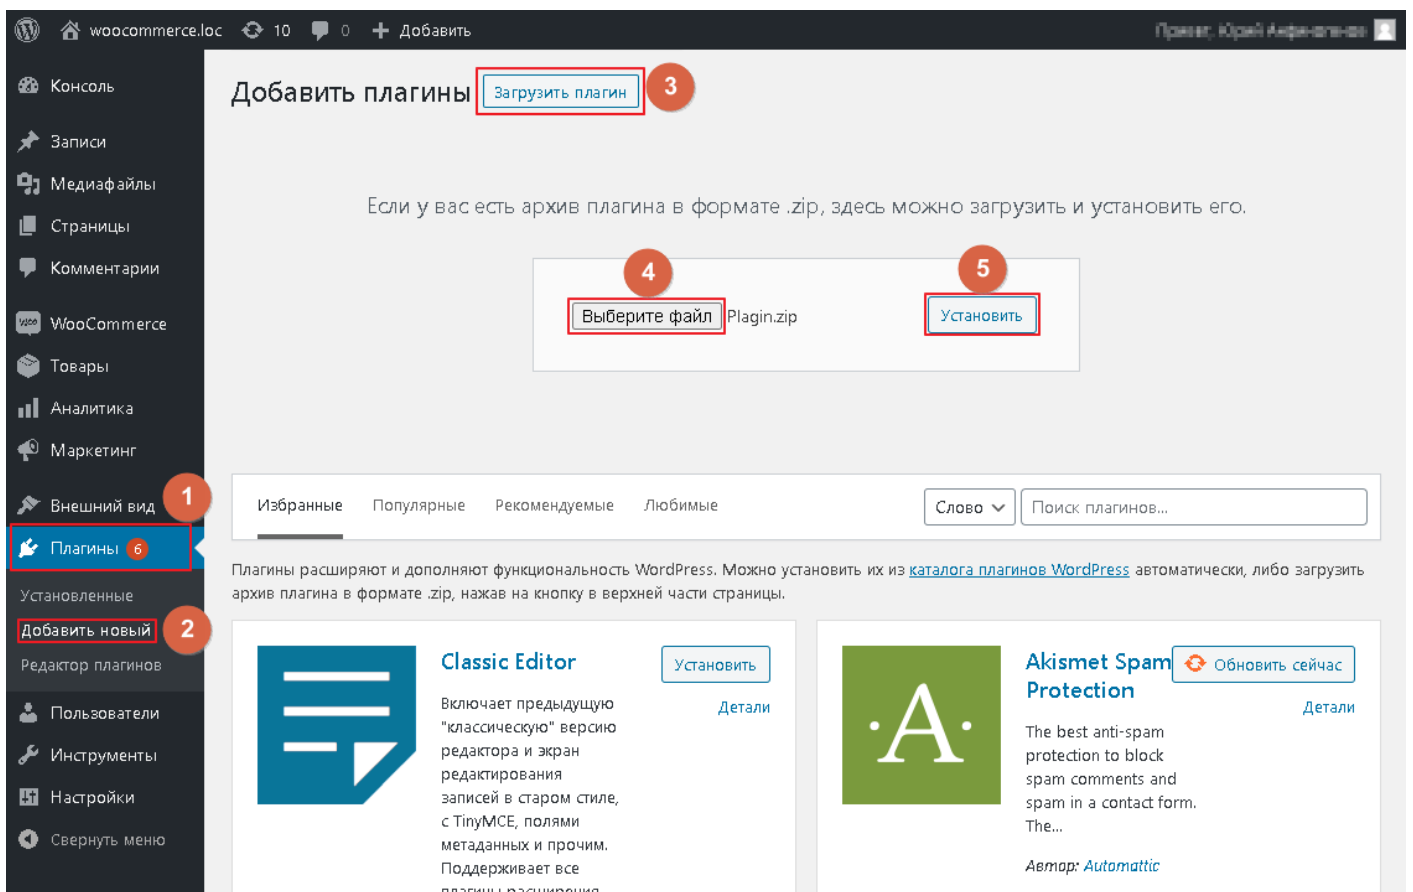 woocommerce.loc 10 0 Добавить
Консоль
Записи
Медиафайлы
Страницы
Комментарии
WooCommerce
Товары
Аналитика
Маркетинг
Внешний вид 1
Плагины 6
Установленные
Добавить новый 2
Редактор плагинов
Пользователи
Инструменты
Настройки
Свернуть меню
Добавить плагины Загрузить плагин 3
Если у вас есть архив плагина в формате .zip, здесь можно загрузить и установить его.
4 5
Выберите файл Plagin.zip Установить
Избранные Популярные Рекомендуемые Любимые Слово Поиск плагинов...
Плагины расширяют и дополняют функциональность WordPress. Можно установить их из каталога плагинов WordPress автоматически, либо загрузить
архив плагина в формате .zip, нажав на кнопку в верхней части страницы.
Classic Editor Установить
Детали
Включает предыдущую
"классическую" версию
редактора и экран
редактирования
записей в старом стиле,
с TinyMCE, полями
метаданных и прочим.
Поддерживает все
плагины расширения
·A·
Akismet Spam Обновить сейчас
Protection
Детали
The best anti-spam
protection to block
spam comments and
spam in a contact form.
The...
Автор: Automattic